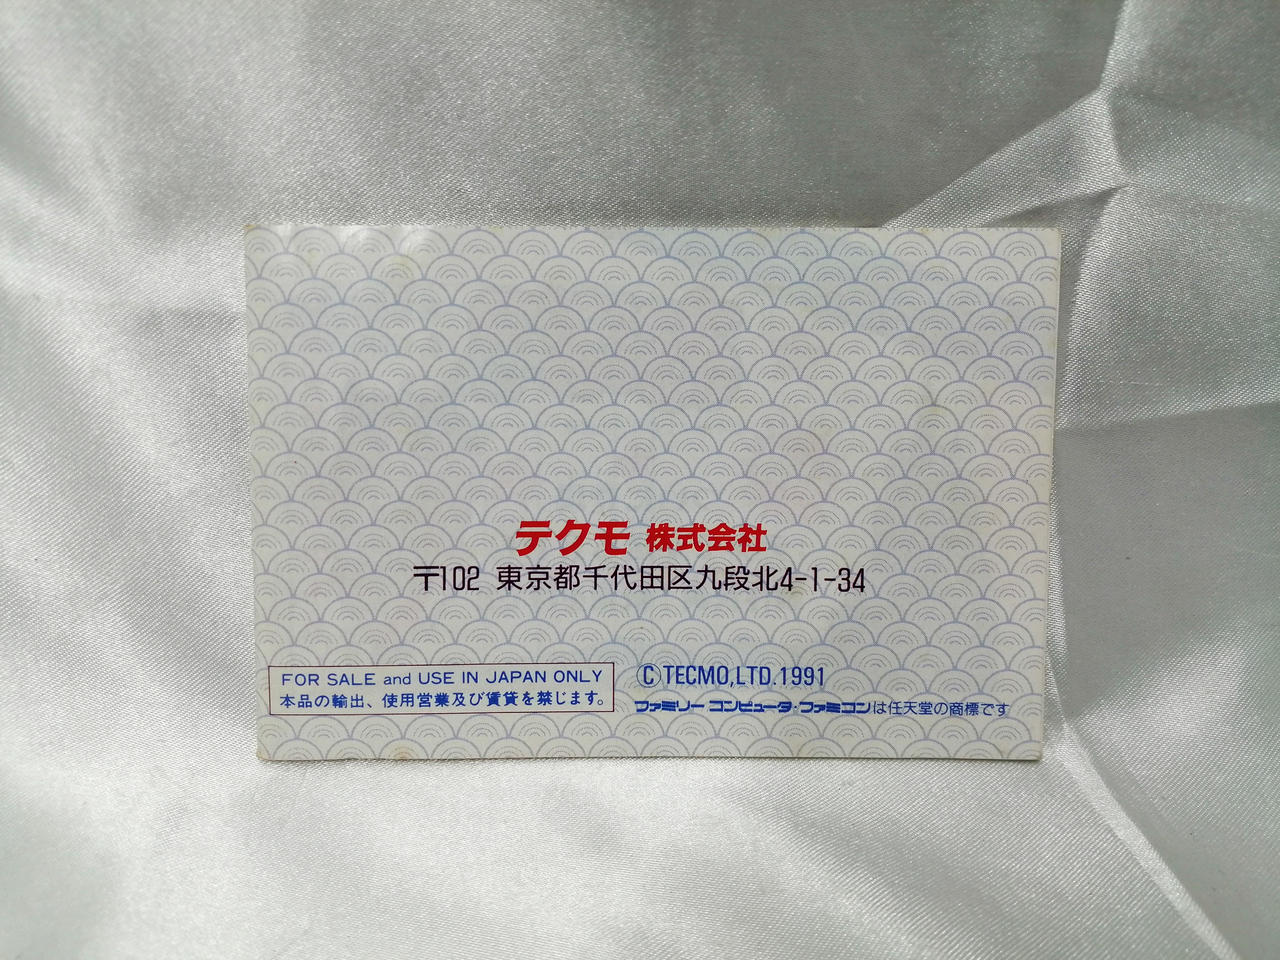 テクモ 株式会社
〒102 東京都千代田区九段北4-1-34
FOR SALE and USE IN JAPAN ONLY
本品の輸出、使用営業及び賃貸を禁じます。
©TECMO,LTD.1991
ファミリー コンピュータ・ファミコンは任天堂の商標です